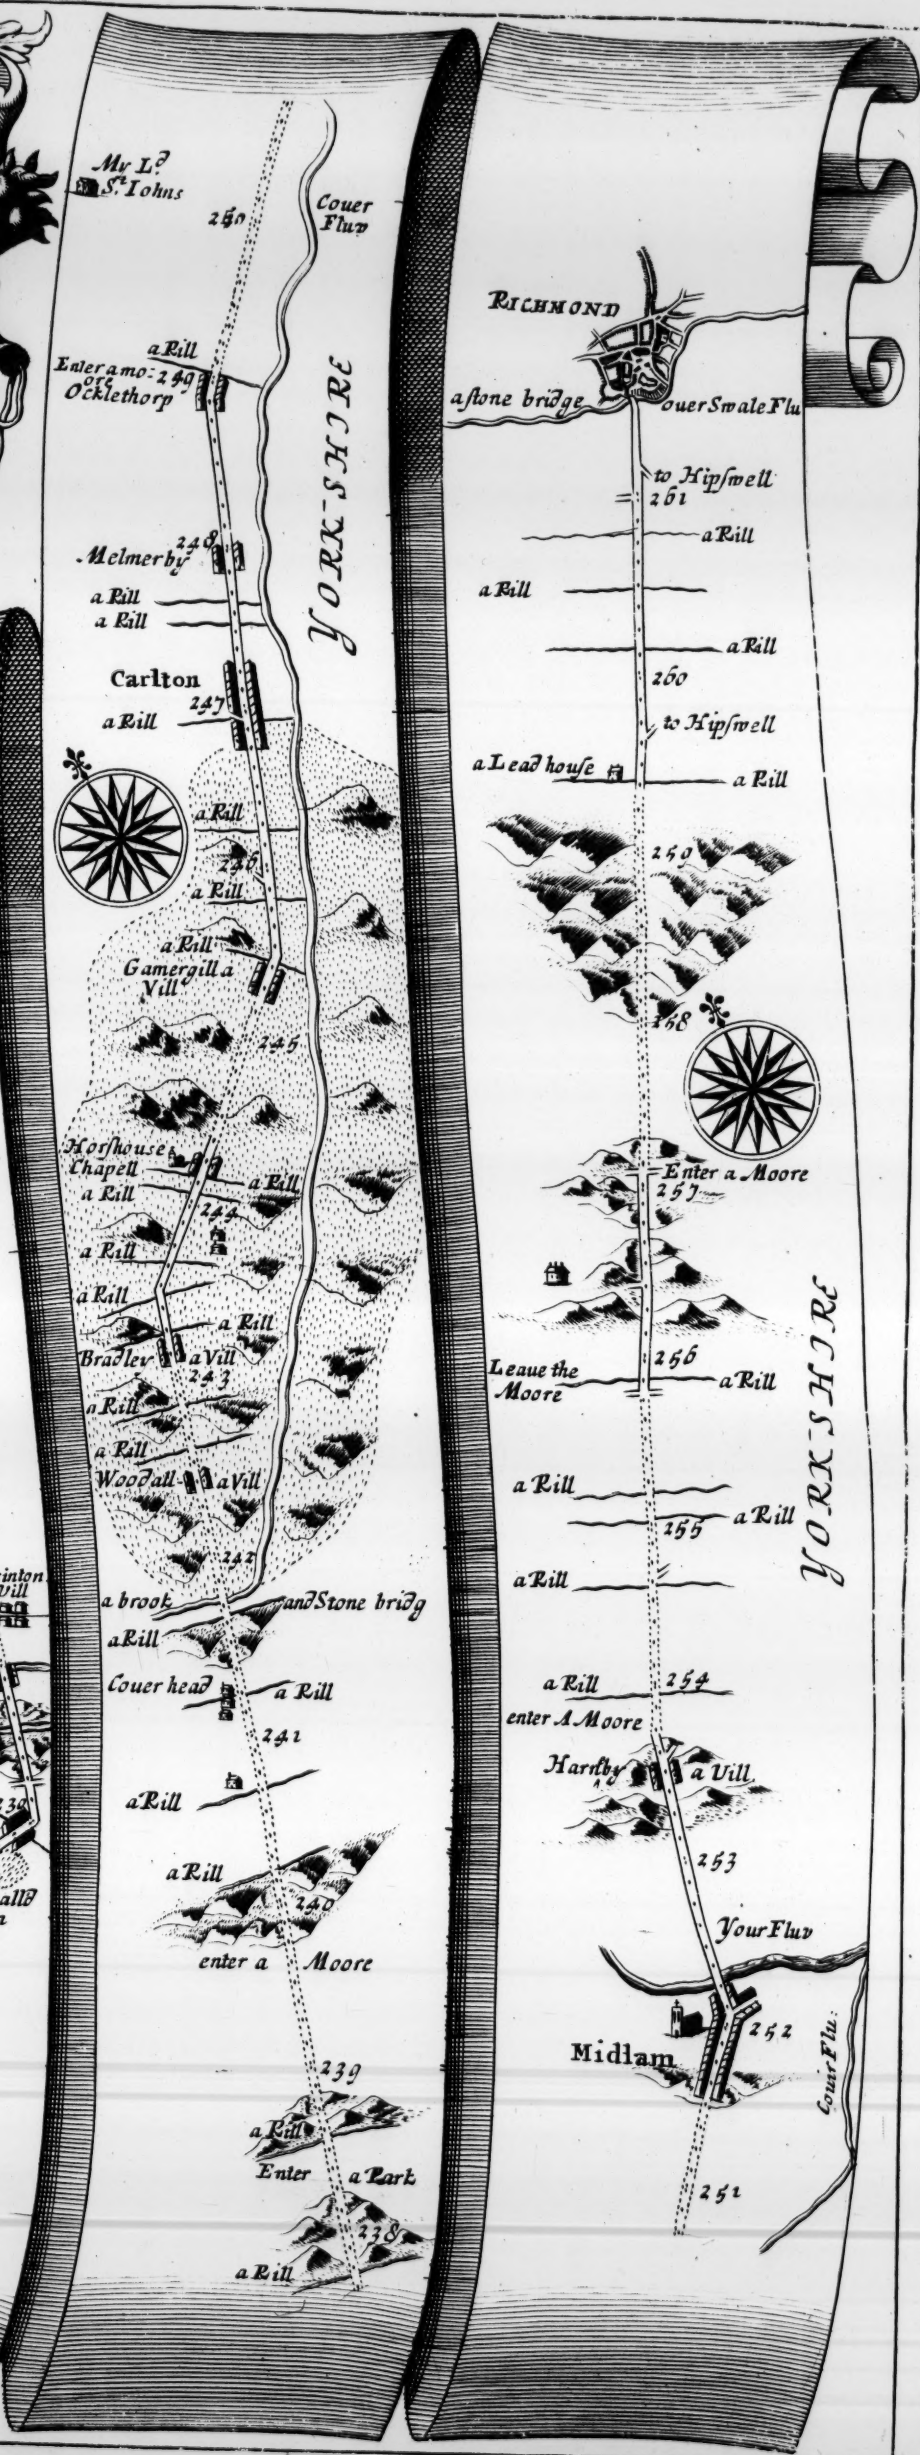 My L.d
S.t Iohns
250
Couer
Fluv
a Rill
Enter a mo:
ore
249
Ocklethorp
YORK-SHIRE
248
Melmerby
a Rill
a Rill
Carlton
247
a Rill
a Rill
246
a Rill
a Rill
Gamergill a
Vill
245
Horshouse
Chapell
a Rill
a Rill
244
a Rill
a Rill
a Rill
Bradley a Vill
243
a Rill
a Rill
Woodall a Vill
242
a brook and Stone bridg
a Rill
Couer head
a Rill
241
a Rill
a Rill
240
enter a Moore
239
a Rill
Enter a Park
238
a Rill
inton
Vill
RICHMOND
a stone bridge ouer Swale Flu
to Hipswell
261
a Rill
a Rill
a Rill
260
to Hipswell
a Lead house
a Rill
259
258
Enter a Moore
257
YORK-SHIRE
256
Leaue the
Moore
a Rill
a Rill
a Rill
255
a Rill
254
a Rill
enter A Moore
Harnby a Vill
253
Your Fluv
252
Midlam
Couir Flu:
251